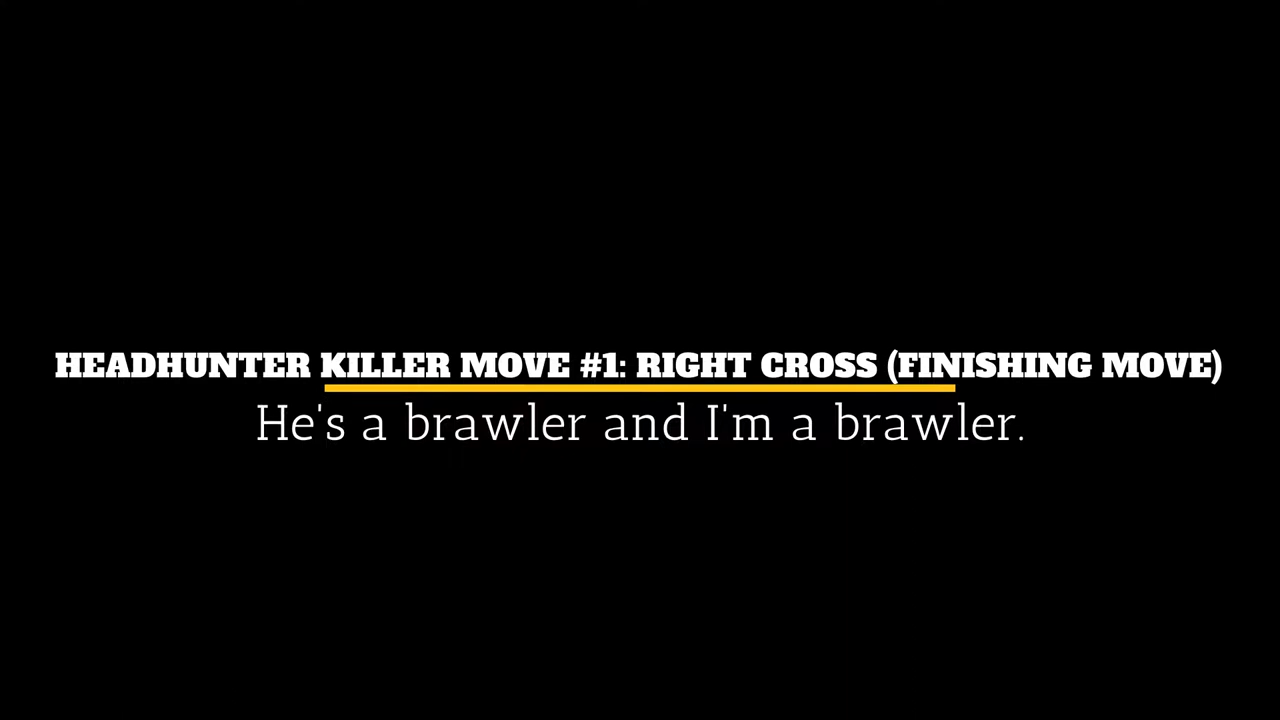 HEADHUNTER KILLER MOVE #1: RIGHT CROSS (FINISHING MOVE)
He's a brawler and I'm a brawler.